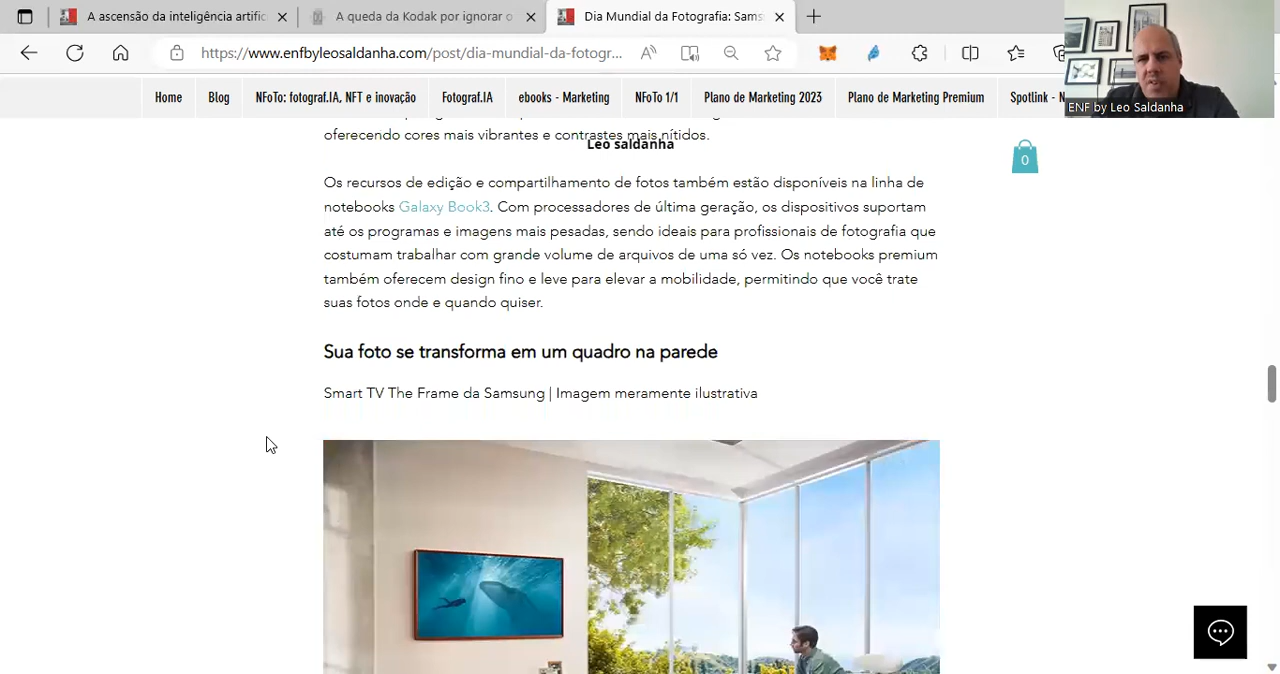 A ascensão da inteligência artific
A queda da Kodak por ignorar o
Dia Mundial da Fotografia: Sams
https://www.enfbyleosaldanha.com/post/dia-mundial-da-fotogr...
ENF by Leo Saldanha
Home
Blog
NFoTo: fotograf.IA, NFT e inovação
Fotograf.IA
ebooks - Marketing
NFoTo 1/1
Plano de Marketing 2023
Plano de Marketing Premium
Spotlink - N
oferecendo cores mais vibrantes e contrastes mais nítidos.
Leo saldanha
0
Os recursos de edição e compartilhamento de fotos também estão disponíveis na linha de
notebooks Galaxy Book3. Com processadores de última geração, os dispositivos suportam
até os programas e imagens mais pesadas, sendo ideais para profissionais de fotografia que
costumam trabalhar com grande volume de arquivos de uma só vez. Os notebooks premium
também oferecem design fino e leve para elevar a mobilidade, permitindo que você trate
suas fotos onde e quando quiser.
Sua foto se transforma em um quadro na parede
Smart TV The Frame da Samsung | Imagem meramente ilustrativa